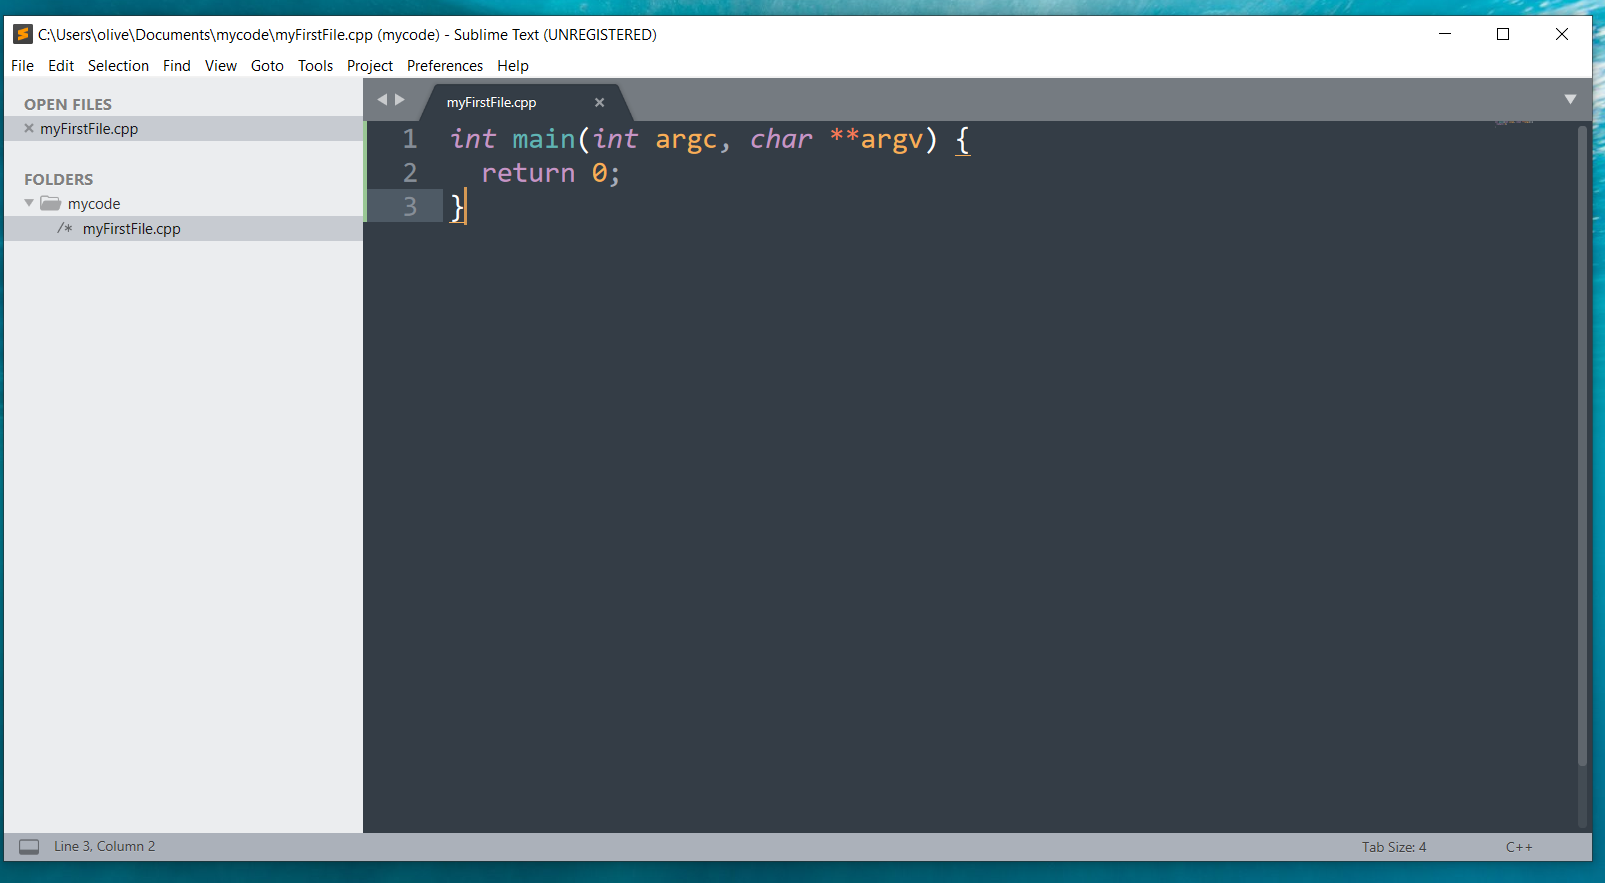 C:\Users\olive\Documents\mycode\myFirstFile.cpp (mycode) - Sublime Text (UNREGISTERED)
File Edit Selection Find View Goto Tools Project Preferences Help
OPEN FILES
myFirstFile.cpp
FOLDERS
mycode
/* myFirstFile.cpp
myFirstFile.cpp
1 int main(int argc, char **argv) {
2   return 0;
3 }
Line 3, Column 2 Tab Size: 4 C++